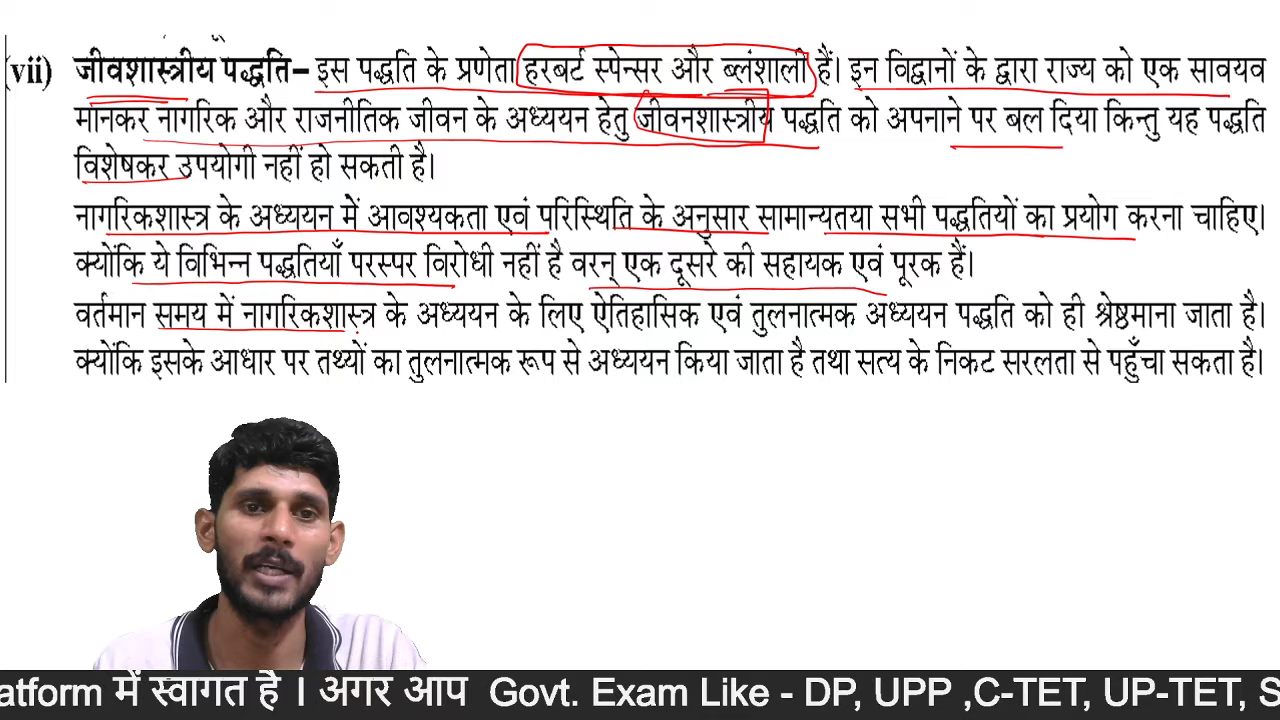 (vii) जीवशास्त्रीय पद्धति– इस पद्धति के प्रणेता हरबर्ट स्पेन्सर और ब्लंशाली हैं। इन विद्वानों के द्वारा राज्य को एक सावयव
मानकर नागरिक और राजनीतिक जीवन के अध्ययन हेतु जीवनशास्त्रीय पद्धति को अपनाने पर बल दिया किन्तु यह पद्धति
विशेषकर उपयोगी नहीं हो सकती है।
नागरिकशास्त्र के अध्ययन में आवश्यकता एवं परिस्थिति के अनुसार सामान्यतया सभी पद्धतियों का प्रयोग करना चाहिए।
क्योंकि ये विभिन्न पद्धतियाँ परस्पर विरोधी नहीं है वरन् एक दूसरे की सहायक एवं पूरक हैं।
वर्तमान समय में नागरिकशास्त्र के अध्ययन के लिए ऐतिहासिक एवं तुलनात्मक अध्ययन पद्धति को ही श्रेष्ठमाना जाता है।
क्योंकि इसके आधार पर तथ्यों का तुलनात्मक रूप से अध्ययन किया जाता है तथा सत्य के निकट सरलता से पहुँचा सकता है।
atform में स्वागत है । अगर आप Govt. Exam Like - DP, UPP ,C-TET, UP-TET, S